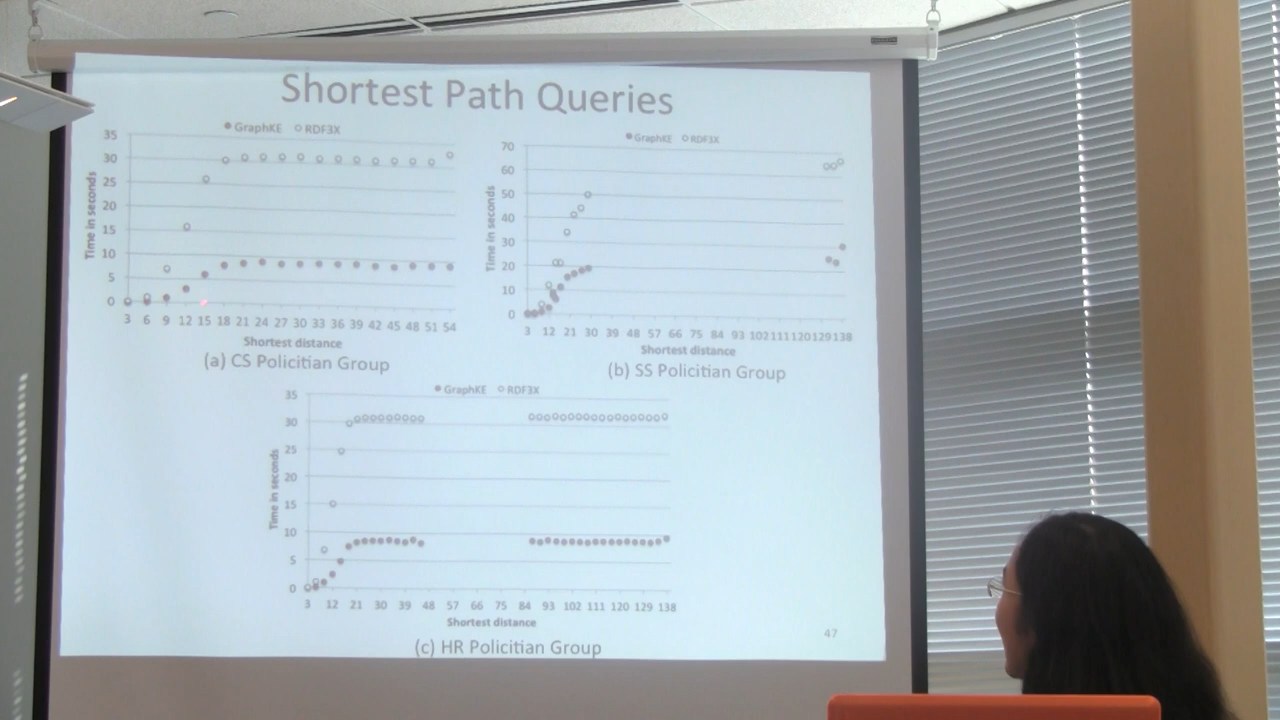 Shortest Path Queries
GraphKE RDF3X
35
30
25
20
15
10
5
0
Time in seconds
3 6 9 12 15 18 21 24 27 30 33 36 39 42 45 48 51 54
Shortest distance
(a) CS Policitian Group
GraphKE RDF3X
70
60
50
40
30
20
10
0
Time in seconds
3 12 21 30 39 48 57 66 75 84 93 102 111 120 129 138
Shortest distance
(b) SS Policitian Group
GraphKE RDF3X
35
30
25
20
15
10
5
0
Time in seconds
3 12 21 30 39 48 57 66 75 84 93 102 111 120 129 138
Shortest distance
(c) HR Policitian Group
47